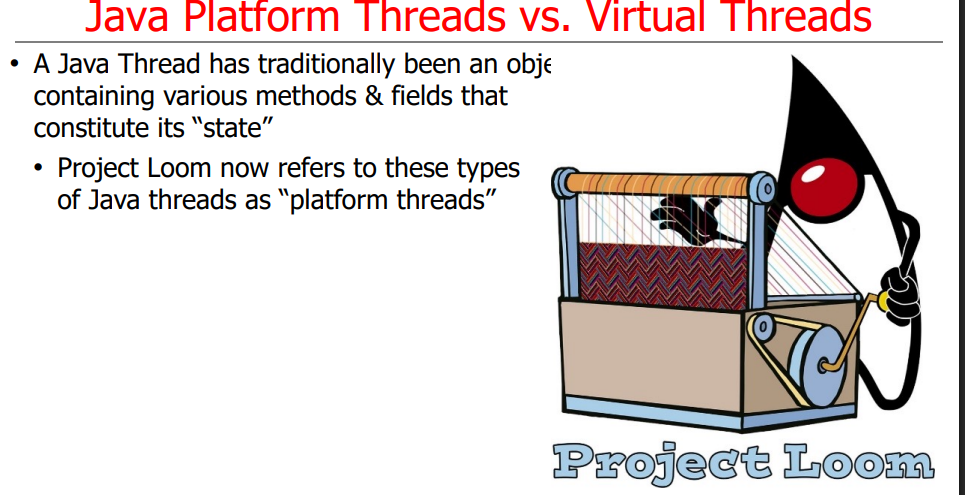 Java Platform Threads vs. Virtual Threads
• A Java Thread has traditionally been an obje
containing various methods & fields that
constitute its “state”
• Project Loom now refers to these types
of Java threads as “platform threads”
Project Loom